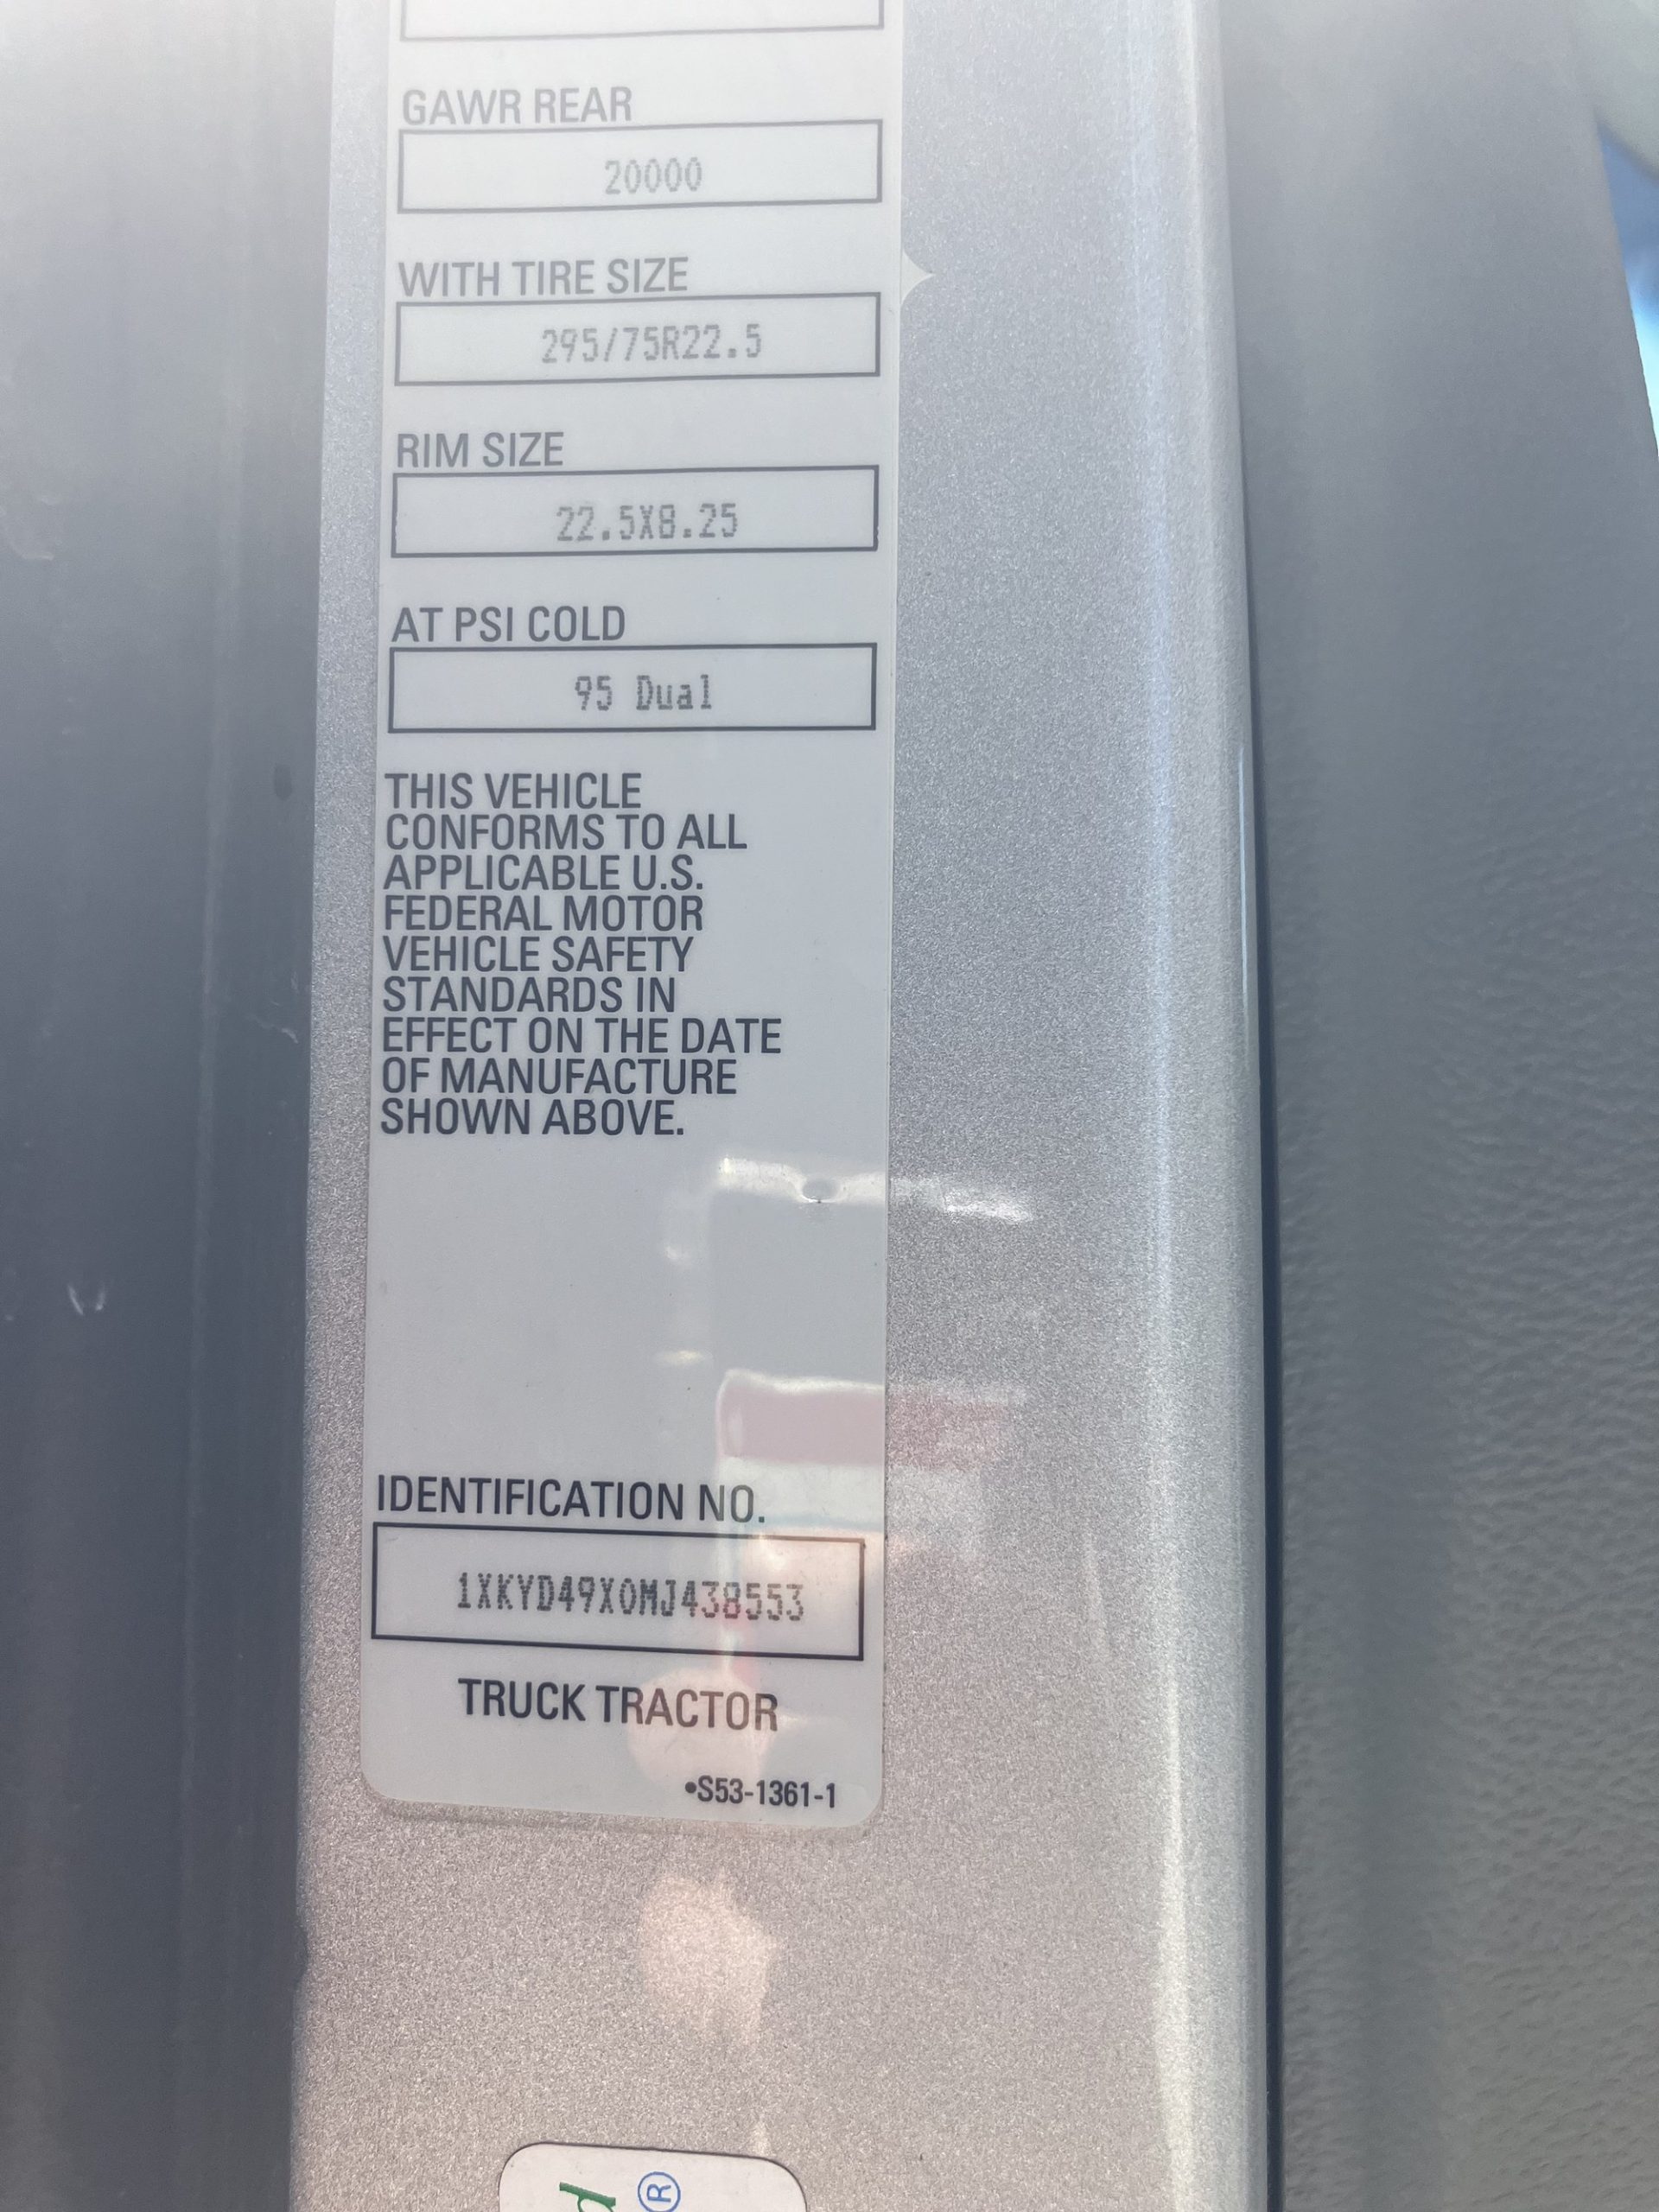 GAWR REAR
20000
WITH TIRE SIZE
295/75R22.5
RIM SIZE
22.5X8.25
AT PSI COLD
95 Dual
THIS VEHICLE
CONFORMS TO ALL
APPLICABLE U.S.
FEDERAL MOTOR
VEHICLE SAFETY
STANDARDS IN
EFFECT ON THE DATE
OF MANUFACTURE
SHOWN ABOVE.
IDENTIFICATION NO.
1XKYD49X0MJ438553
TRUCK TRACTOR
•S53-1361-1
d ®